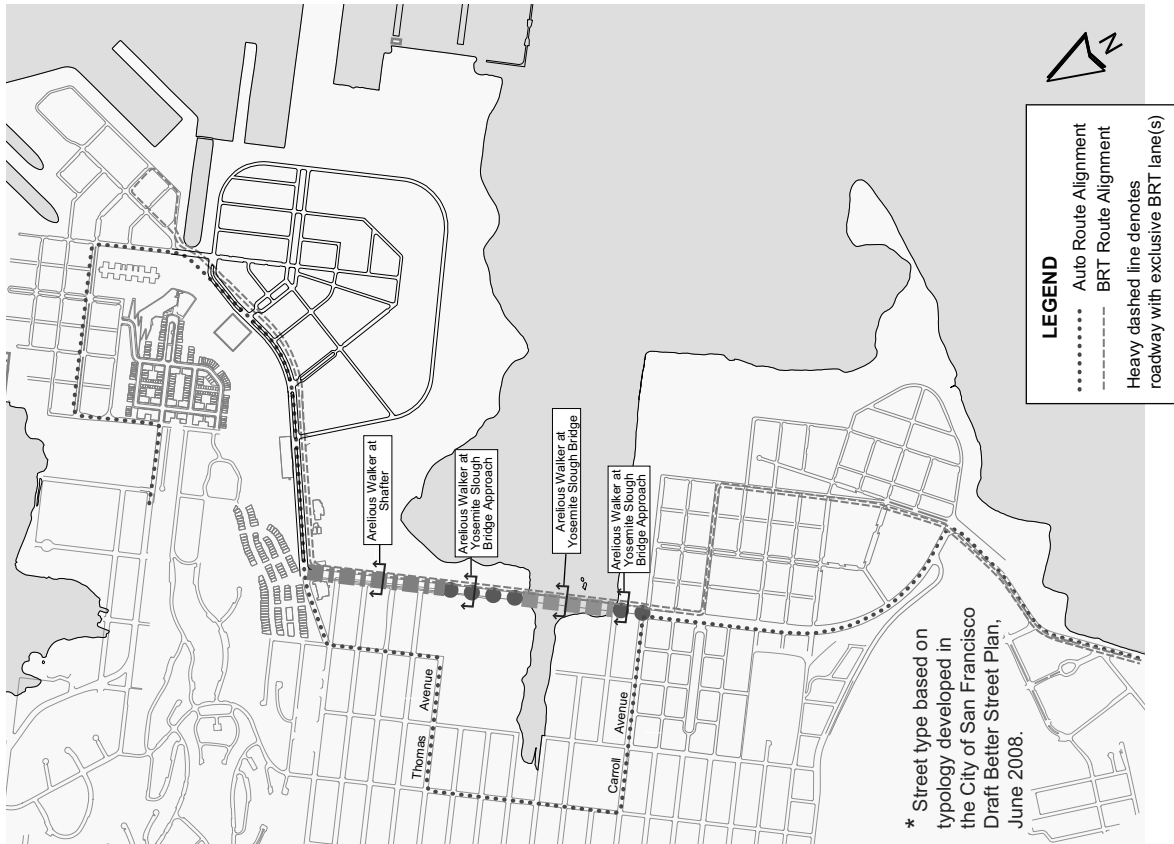 Arelious Walker at
Shafter
Arelious Walker at
Yosemite Slough
Bridge Approach
Arelious Walker at
Yosemite Slough Bridge
Arelious Walker at
Yosemite Slough
Bridge Approach
Thomas
Avenue
Carroll
Avenue
* Street type based on
typology developed in
the City of San Francisco
Draft Better Street Plan,
June 2008.
N
LEGEND
Auto Route Alignment
BRT Route Alignment
Heavy dashed line denotes
roadway with exclusive BRT lane(s)